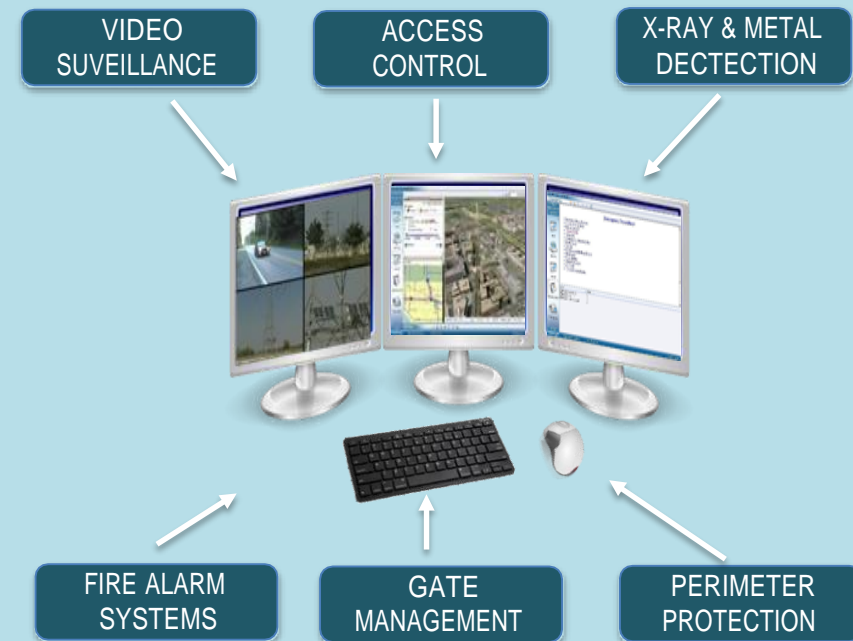 VIDEO
SUVEILLANCE
ACCESS
CONTROL
X-RAY & METAL
DECTECTION
FIRE ALARM
SYSTEMS
GATE
MANAGEMENT
PERIMETER
PROTECTION